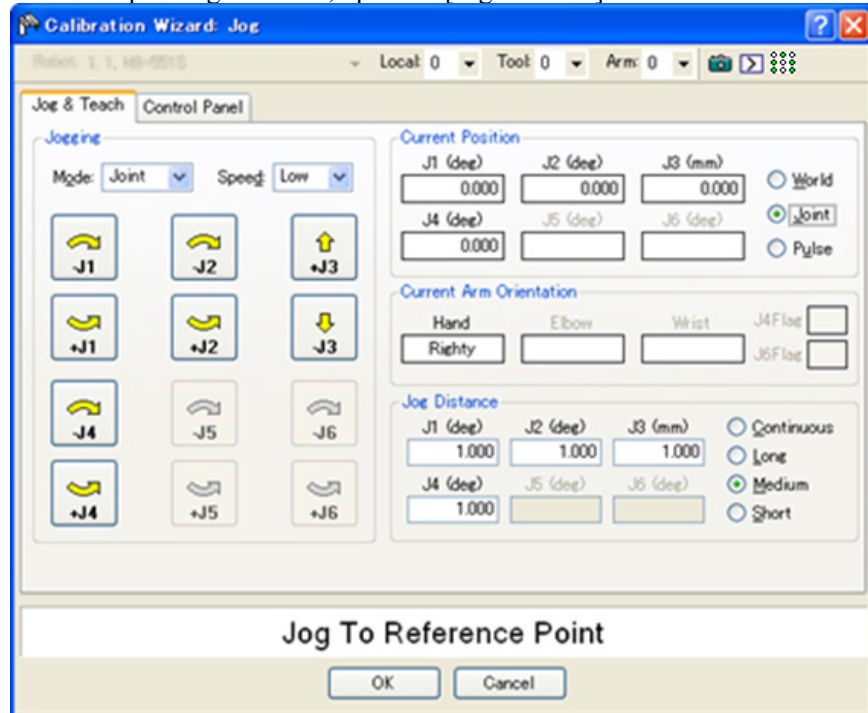 Calibration Wizard: Jog
Robot: 1, 1, H8-551S Local: 0 Tool: 0 Arm: 0
Jog & Teach Control Panel
Jogging
Mode: Joint Speed: Low
-J1 -J2 +J3
+J1 +J2 -J3
-J4 -J5 -J6
+J4 +J5 +J6
Current Position
J1 (deg) J2 (deg) J3 (mm)
0.000 0.000 0.000 World
J4 (deg) J5 (deg) J6 (deg) Joint
0.000 Pulse
Current Arm Orientation
Hand Elbow Wrist J4Flag
Righty J6Flag
Jog Distance
J1 (deg) J2 (deg) J3 (mm) Continuous
1.000 1.000 1.000 Long
J4 (deg) J5 (deg) J6 (deg) Medium
1.000 Short
Jog To Reference Point
OK Cancel